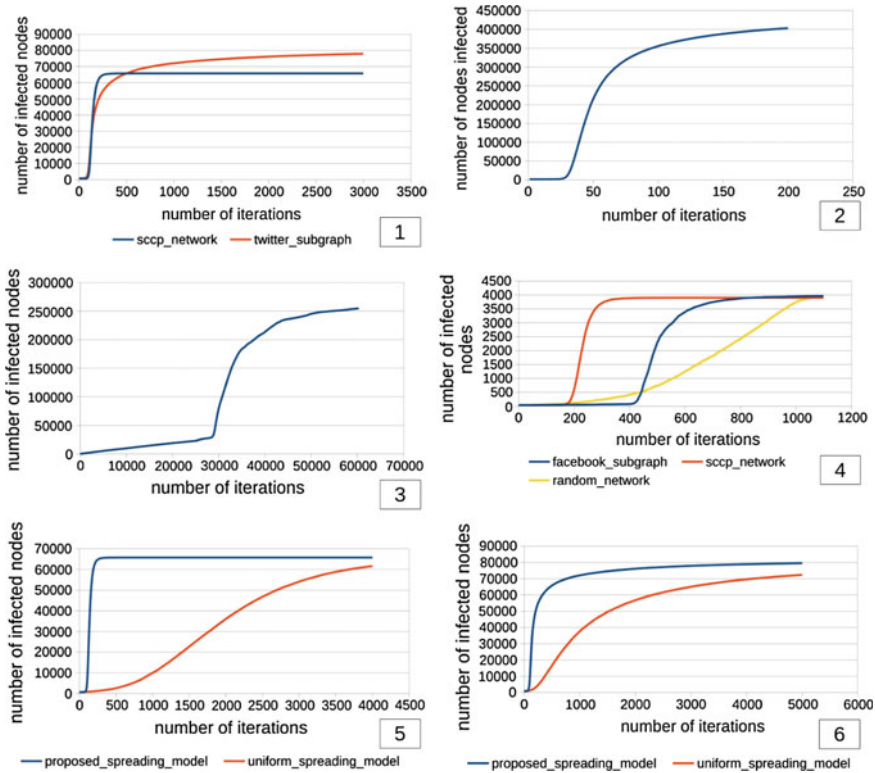 number of infected nodes
90000
80000
70000
60000
50000
40000
30000
20000
10000
0
0 500 1000 1500 2000 2500 3000 3500
number of iterations
sccp_network twitter_subgraph
1
number of nodes infected
450000
400000
350000
300000
250000
200000
150000
100000
50000
0
0 50 100 150 200 250
number of iterations
2
number of infected nodes
300000
250000
200000
150000
100000
50000
0
0 10000 20000 30000 40000 50000 60000 70000
number of iterations
3
number of infected
nodes
4500
4000
3500
3000
2500
2000
1500
1000
500
0
0 200 400 600 800 1000 1200
number of iterations
facebook_subgraph sccp_network
random_network
4
number of infected nodes
70000
60000
50000
40000
30000
20000
10000
0
0 500 1000 1500 2000 2500 3000 3500 4000 4500
number of iterations
5
proposed_spreading_model uniform_spreading_model
number of infected nodes
90000
80000
70000
60000
50000
40000
30000
20000
10000
0
0 1000 2000 3000 4000 5000 6000
number of iterations
6
proposed_spreading_model uniform_spreading_model